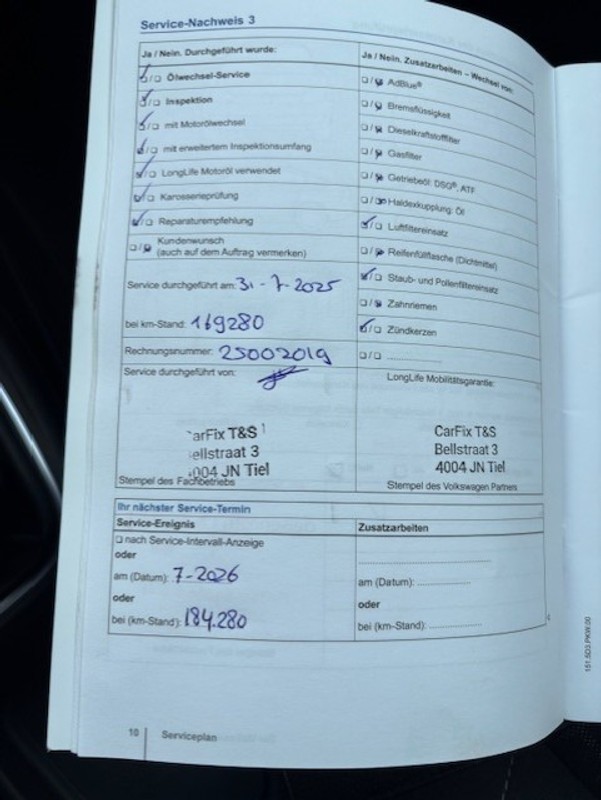 Service-Nachweis 3
Ja / Nein. Durchgeführt wurde:
☑/☐ Ölwechsel-Service
☑/☐ Inspektion
☑/☐ mit Motorölwechsel
☑/☐ mit erweitertem Inspektionsumfang
☑/☐ LongLife Motoröl verwendet
☑/☐ Karosserieprüfung
☑/☐ Reparaturempfehlung
☐/☑ Kundenwunsch
(auch auf dem Auftrag vermerken)
Service durchgeführt am: 31-7-2025
bei km-Stand: 169280
Rechnungsnummer: 25002019
Service durchgeführt von:
CarFix T&S
ellstraat 3
4004 JN Tiel
Stempel des Fachbetriebs
Ja / Nein. Zusatzarbeiten – Wechsel von:
☐/☑ AdBlue®
☐/☑ Bremsflüssigkeit
☐/☑ Dieselkraftstofffilter
☐/☑ Gasfilter
☐/☑ Getriebeöl: DSG®, ATF
☐/☑ Haldexkupplung: Öl
☑/☐ Luftfiltereinsatz
☐/☑ Reifenfüllflasche (Dichtmittel)
☑/☐ Staub- und Pollenfiltereinsatz
☐/☑ Zahnriemen
☑/☐ Zündkerzen
☐/☐ ....................
LongLife Mobilitätsgarantie:
CarFix T&S
Bellstraat 3
4004 JN Tiel
Stempel des Volkswagen Partners
Ihr nächster Service-Termin
Service-Ereignis
☐ nach Service-Intervall-Anzeige
oder
am (Datum): 7-2026
oder
bei (km-Stand): 184.280
Zusatzarbeiten
am (Datum): ....................
oder
bei (km-Stand): ....................
151.5D3.PKW.00
10 Serviceplan